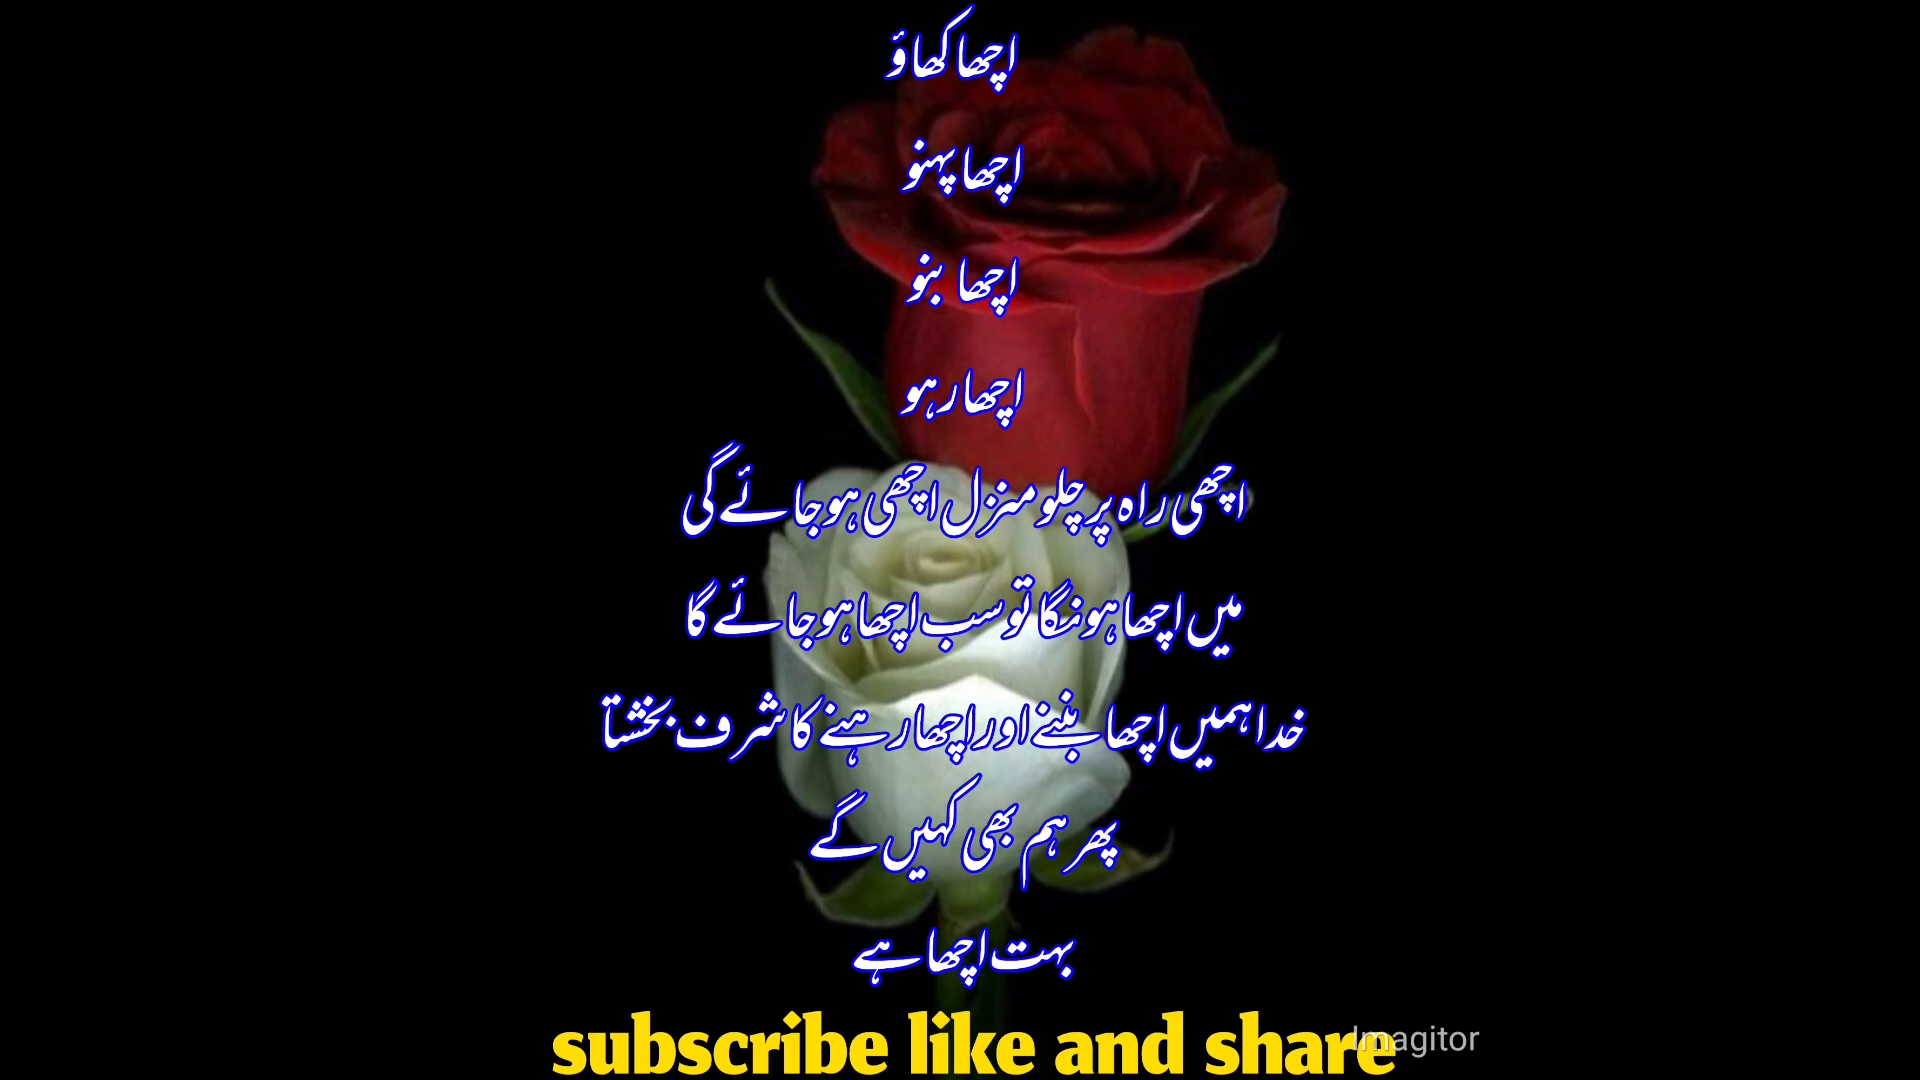 اچھا کھاؤ
اچھا پہنو
اچھا بنو
اچھا رہو
اچھی راہ پر چلو منزل اچھی ہو جائے گی
میں اچھا ہونگا تو سب اچھا ہو جائے گا
خدا ہمیں اچھا بننے اور اچھا رہنے کا شرف بخشتا
پھر ہم بھی کہیں گے
بہت اچھا ہے
subscribe like and share
Imagitor